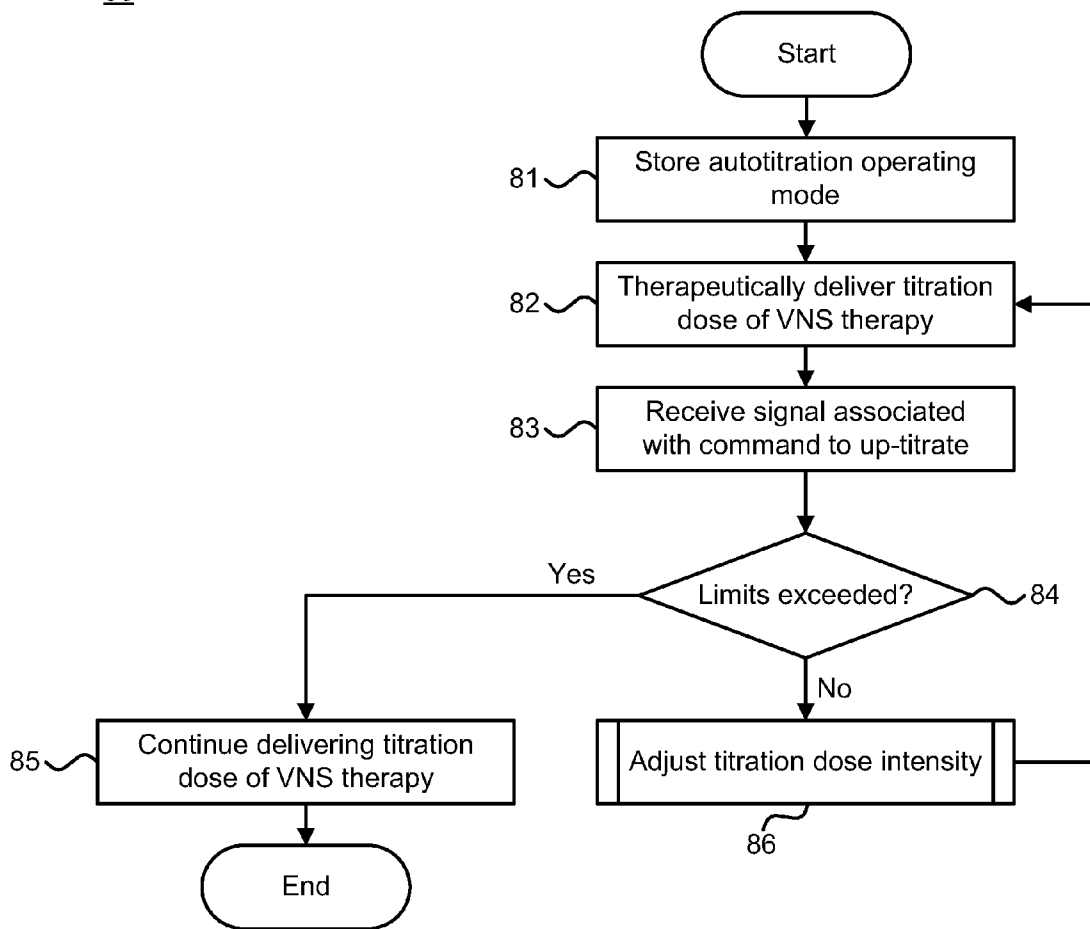 Start
81
Store autotitration operating
mode
82
Therapeutically deliver titration
dose of VNS therapy
83
Receive signal associated
with command to up-titrate
Yes
Limits exceeded?
84
No
85
Continue delivering titration
dose of VNS therapy
Adjust titration dose intensity
86
End